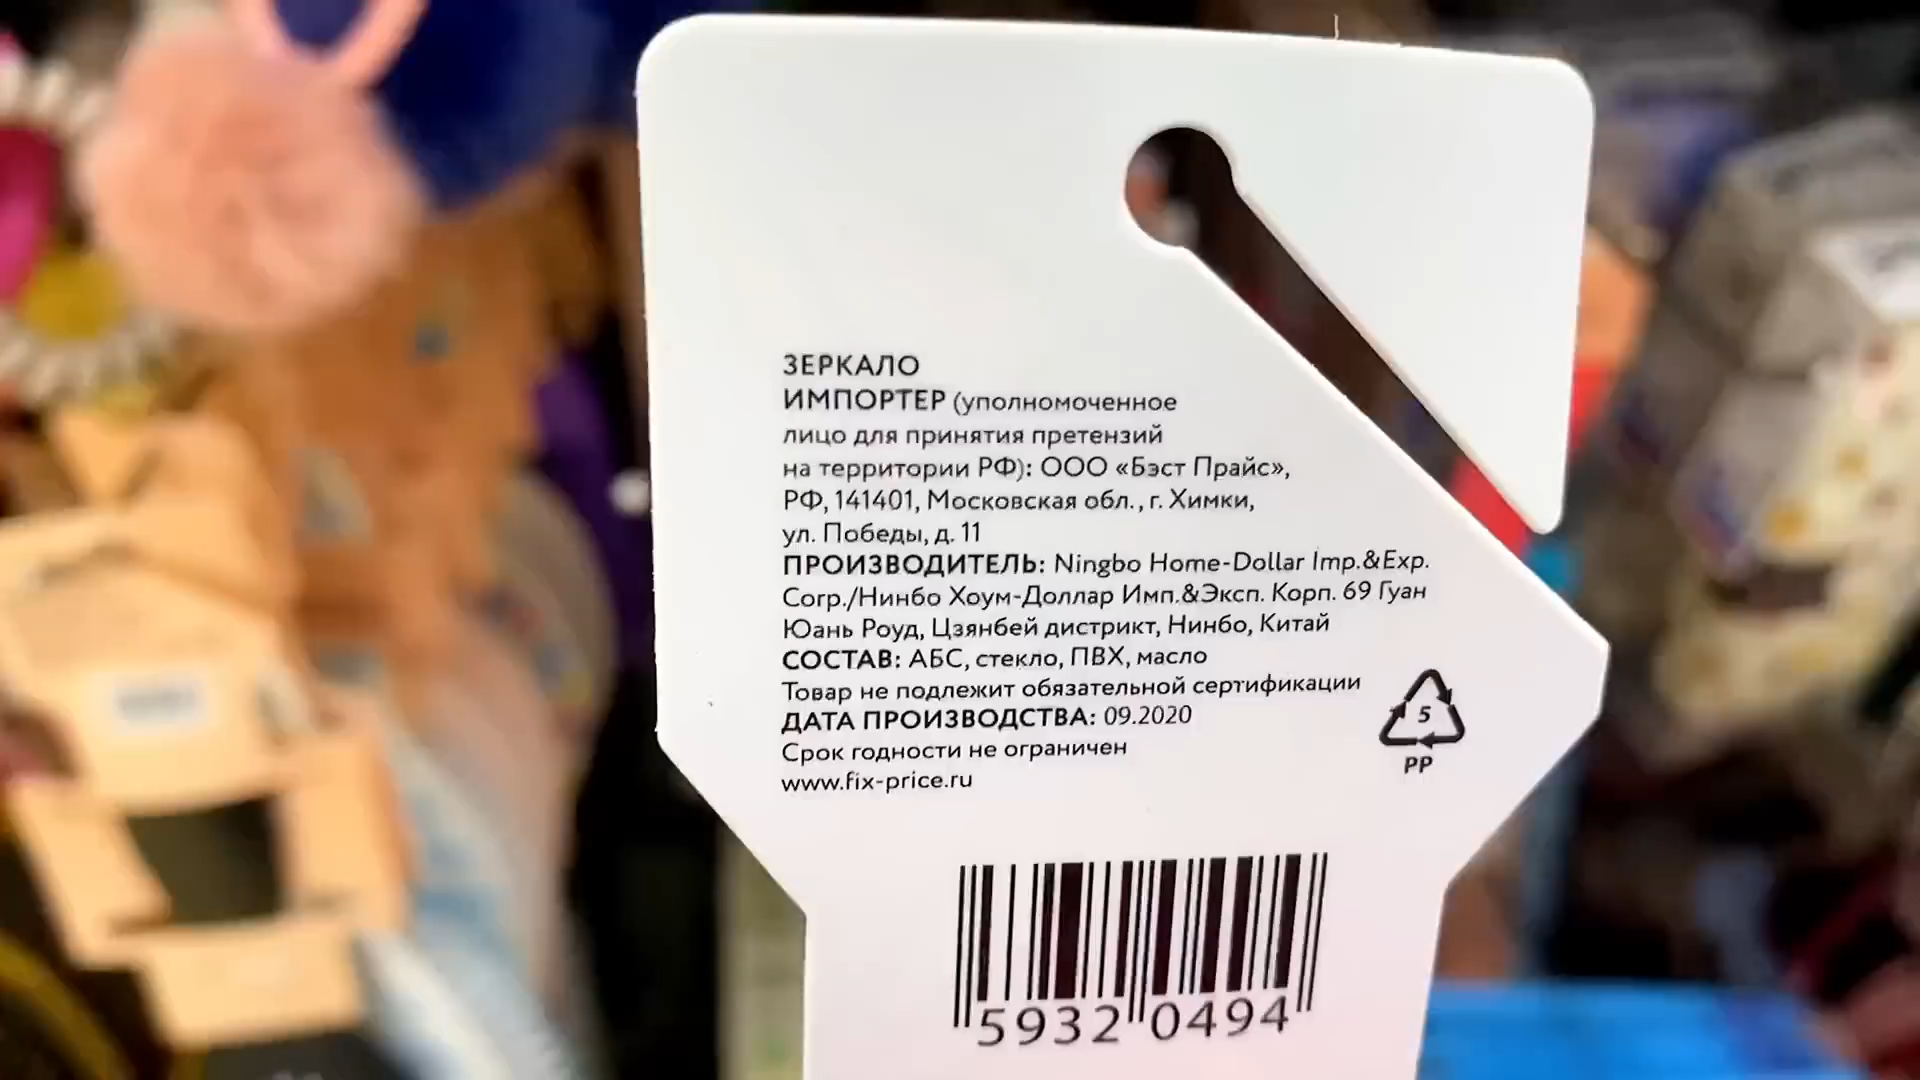 ЗЕРКАЛО
ИМПОРТЕР (уполномоченное
лицо для принятия претензий
на территории РФ): ООО «Бэст Прайс»,
РФ, 141401, Московская обл., г. Химки,
ул. Победы, д. 11
ПРОИЗВОДИТЕЛЬ: Ningbo Home-Dollar Imp.&Exp.
Corp./Нинбо Хоум-Доллар Имп.&Эксп. Корп. 69 Гуан
Юань Роуд, Цзянбей дистрикт, Нинбо, Китай
СОСТАВ: АБС, стекло, ПВХ, масло
Товар не подлежит обязательной сертификации
ДАТА ПРОИЗВОДСТВА: 09.2020
Срок годности не ограничен
www.fix-price.ru
5
PP
5932 0494